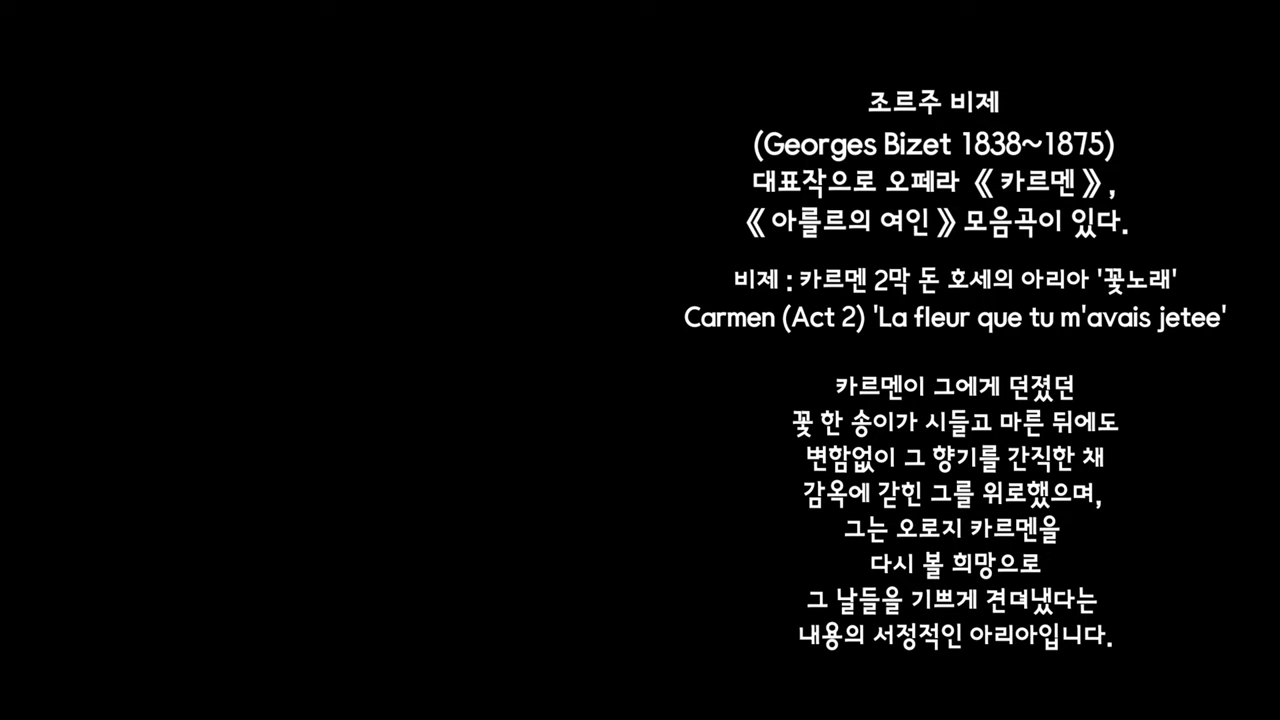 조르주 비제
(Georges Bizet 1838~1875)
대표작으로 오페라 《 카르멘 》,
《 아를르의 여인 》 모음곡이 있다.
비제 : 카르멘 2막 돈 호세의 아리아 '꽃노래'
Carmen (Act 2) 'La fleur que tu m'avais jetee'
카르멘이 그에게 던졌던
꽃 한 송이가 시들고 마른 뒤에도
변함없이 그 향기를 간직한 채
감옥에 갇힌 그를 위로했으며,
그는 오로지 카르멘을
다시 볼 희망으로
그 날들을 기쁘게 견뎌냈다는
내용의 서정적인 아리아입니다.